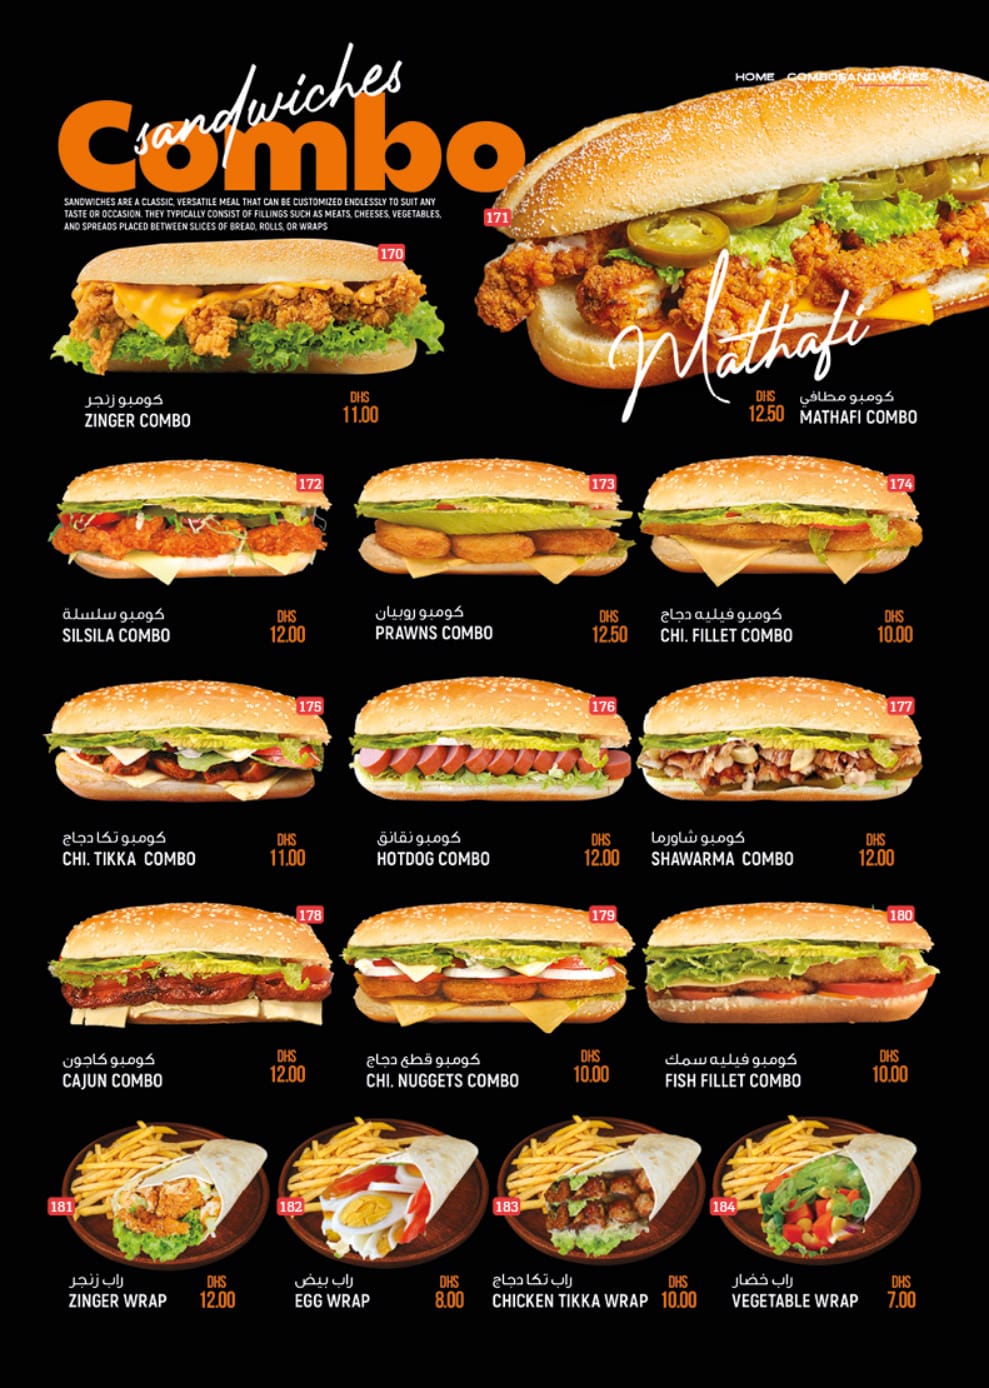 HOME COMBOSANDWICHES
sandwiches
Combo
SANDWICHES ARE A CLASSIC, VERSATILE MEAL THAT CAN BE CUSTOMIZED ENDLESSLY TO SUIT ANY
TASTE OR OCCASION. THEY TYPICALLY CONSIST OF FILLINGS SUCH AS MEATS, CHEESES, VEGETABLES,
AND SPREADS PLACED BETWEEN SLICES OF BREAD, ROLLS, OR WRAPS
170
كومبو زنجر
ZINGER COMBO
DHS
11.00
171
Mathafi
DHS
12.50
كومبو مطافي
MATHAFI COMBO
172
كومبو سلسلة
SILSILA COMBO
DHS
12.00
173
كومبو روبيان
PRAWNS COMBO
DHS
12.50
174
كومبو فيليه دجاج
CHI. FILLET COMBO
DHS
10.00
175
كومبو تكا دجاج
CHI. TIKKA COMBO
DHS
11.00
176
كومبو نقانق
HOTDOG COMBO
DHS
12.00
177
كومبو شاورما
SHAWARMA COMBO
DHS
12.00
178
كومبو كاجون
CAJUN COMBO
DHS
12.00
179
كومبو قطع دجاج
CHI. NUGGETS COMBO
DHS
10.00
180
كومبو فيليه سمك
FISH FILLET COMBO
DHS
10.00
181
راب زنجر
ZINGER WRAP
DHS
12.00
182
راب بيض
EGG WRAP
DHS
8.00
183
راب تكا دجاج
CHICKEN TIKKA WRAP
DHS
10.00
184
راب خضار
VEGETABLE WRAP
DHS
7.00